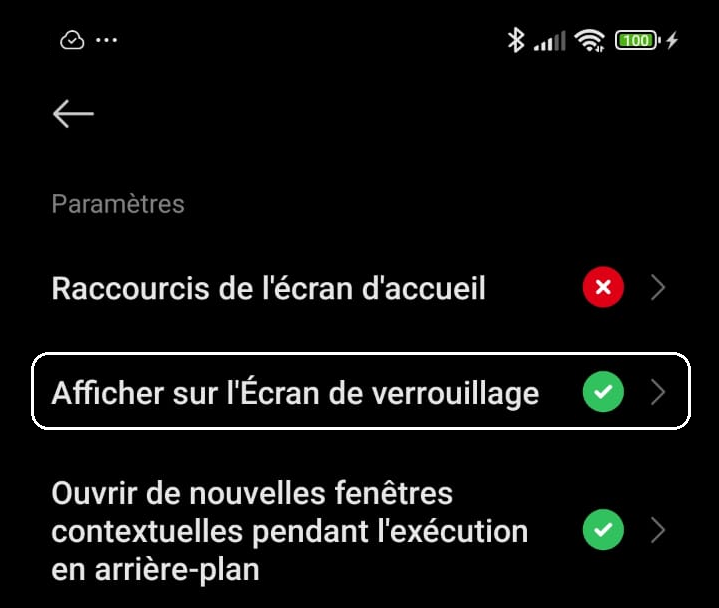 100
Paramètres
Raccourcis de l'écran d'accueil
Afficher sur l'Écran de verrouillage
Ouvrir de nouvelles fenêtres
contextuelles pendant l'exécution
en arrière-plan